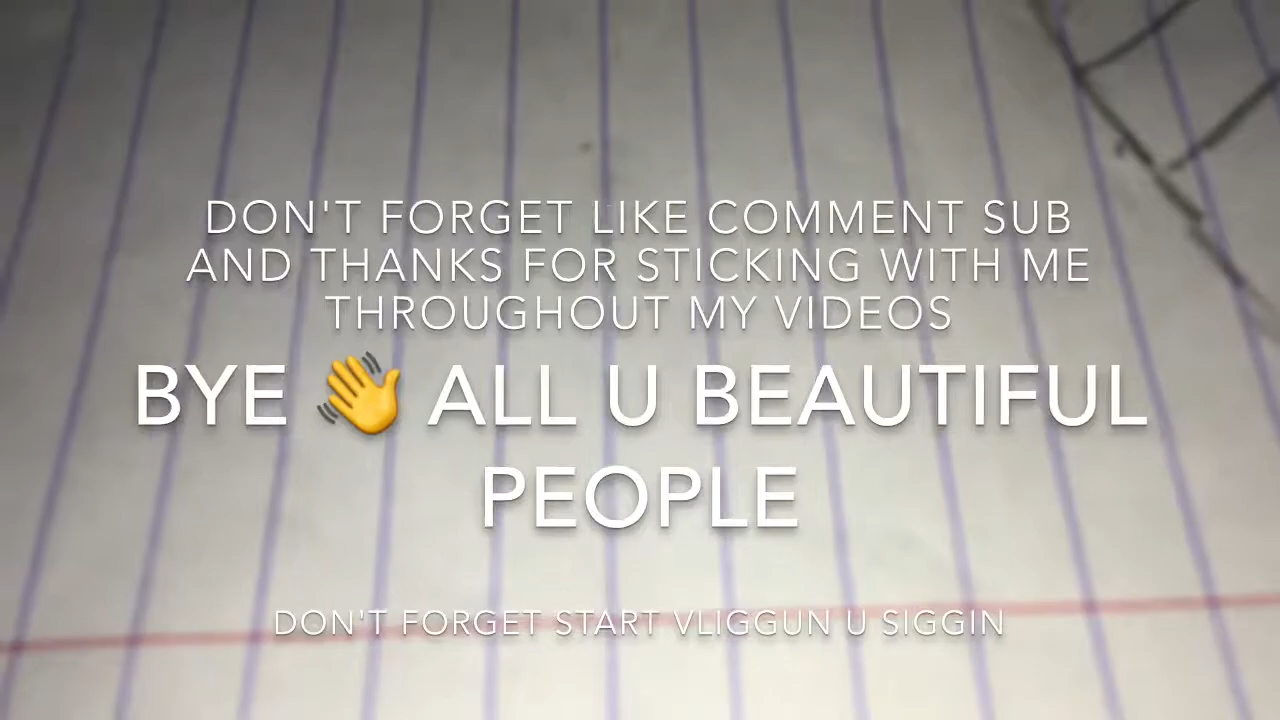 DON'T FORGET LIKE COMMENT SUB
AND THANKS FOR STICKING WITH ME
THROUGHOUT MY VIDEOS
BYE 👋 ALL U BEAUTIFUL
PEOPLE
DON'T FORGET START VLIGGUN U SIGGIN